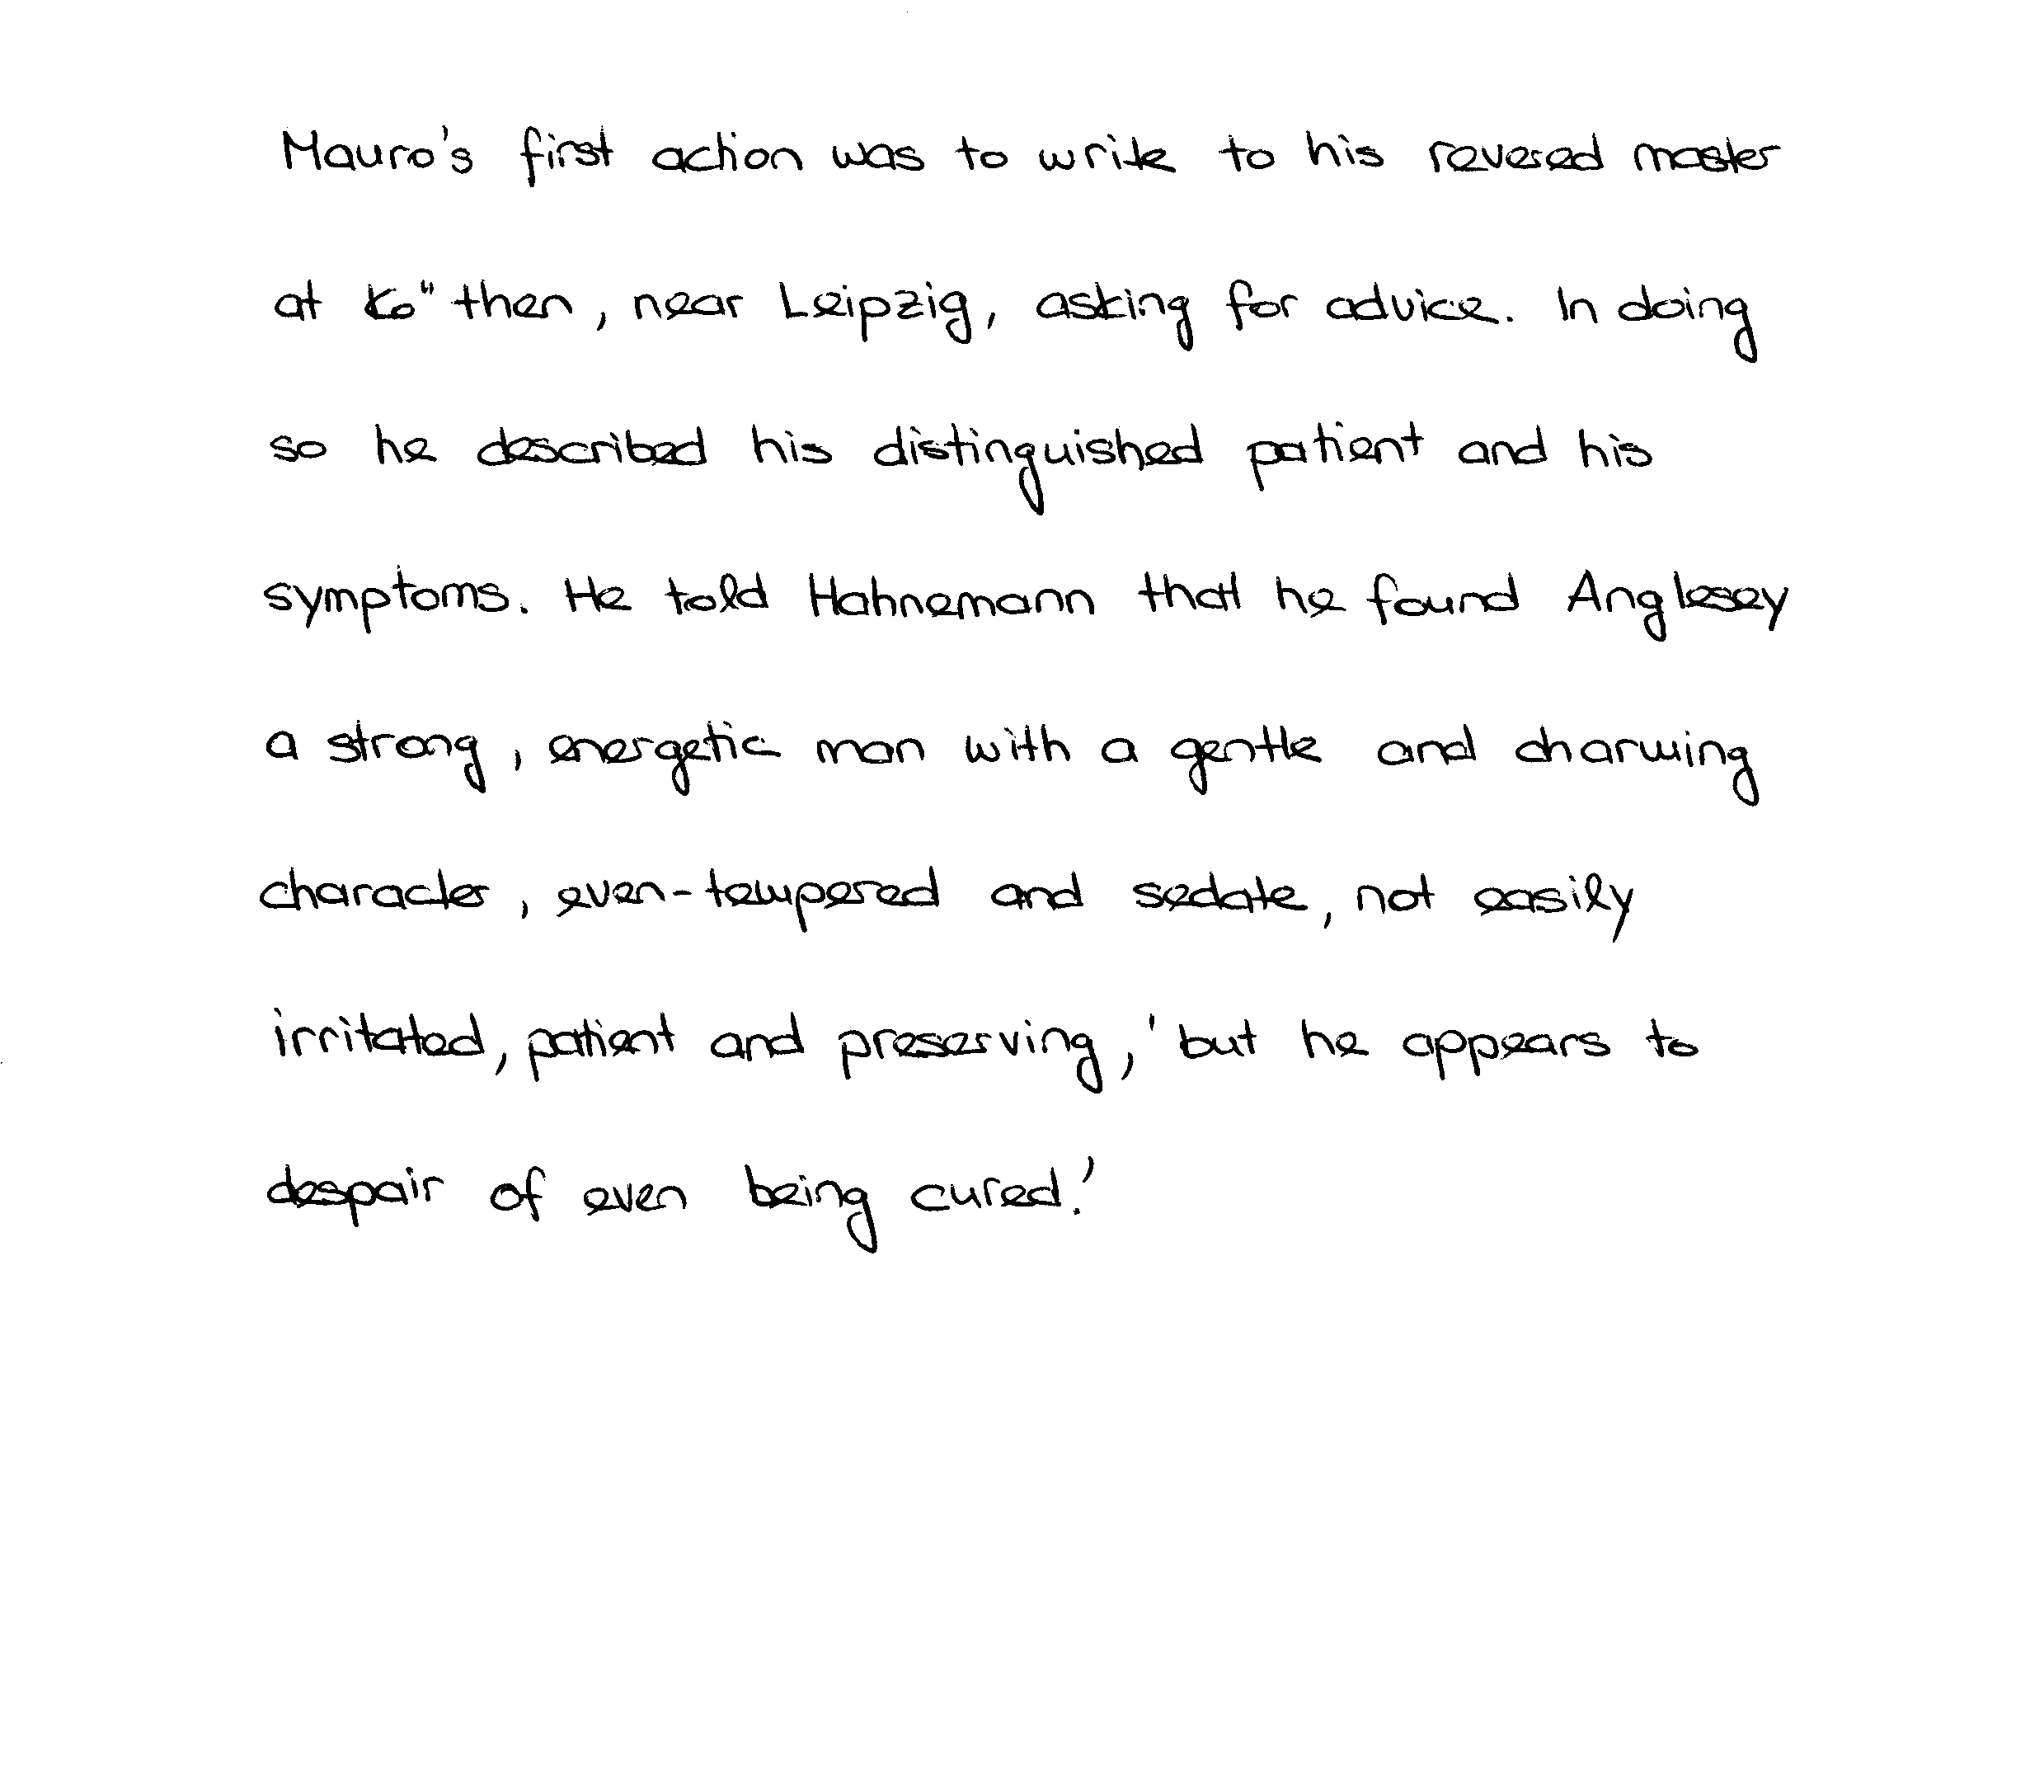 Mauro's first action was to write to his revered master
at Ko"then, near Leipzig, asking for advice. In doing
so he described his distinguished patient and his
symptoms. He told Hahnemann that he found Anglesey
a strong, energetic man with a gentle and charming
character, even-tempered and sedate, not easily
irritated, patient and preserving, 'but he appears to
despair of even being cured.'